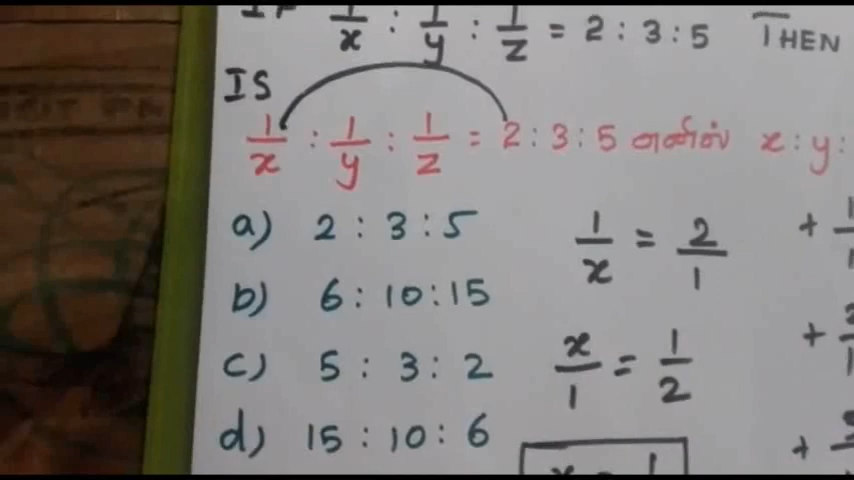 IF 1/x : 1/y : 1/z = 2 : 3 : 5 THEN
IS
1/x : 1/y : 1/z = 2 : 3 : 5 எனில் x : y :
a) 2 : 3 : 5
b) 6 : 10 : 15
c) 5 : 3 : 2
d) 15 : 10 : 6
1/x = 2/1
x/1 = 1/2
+
+
+